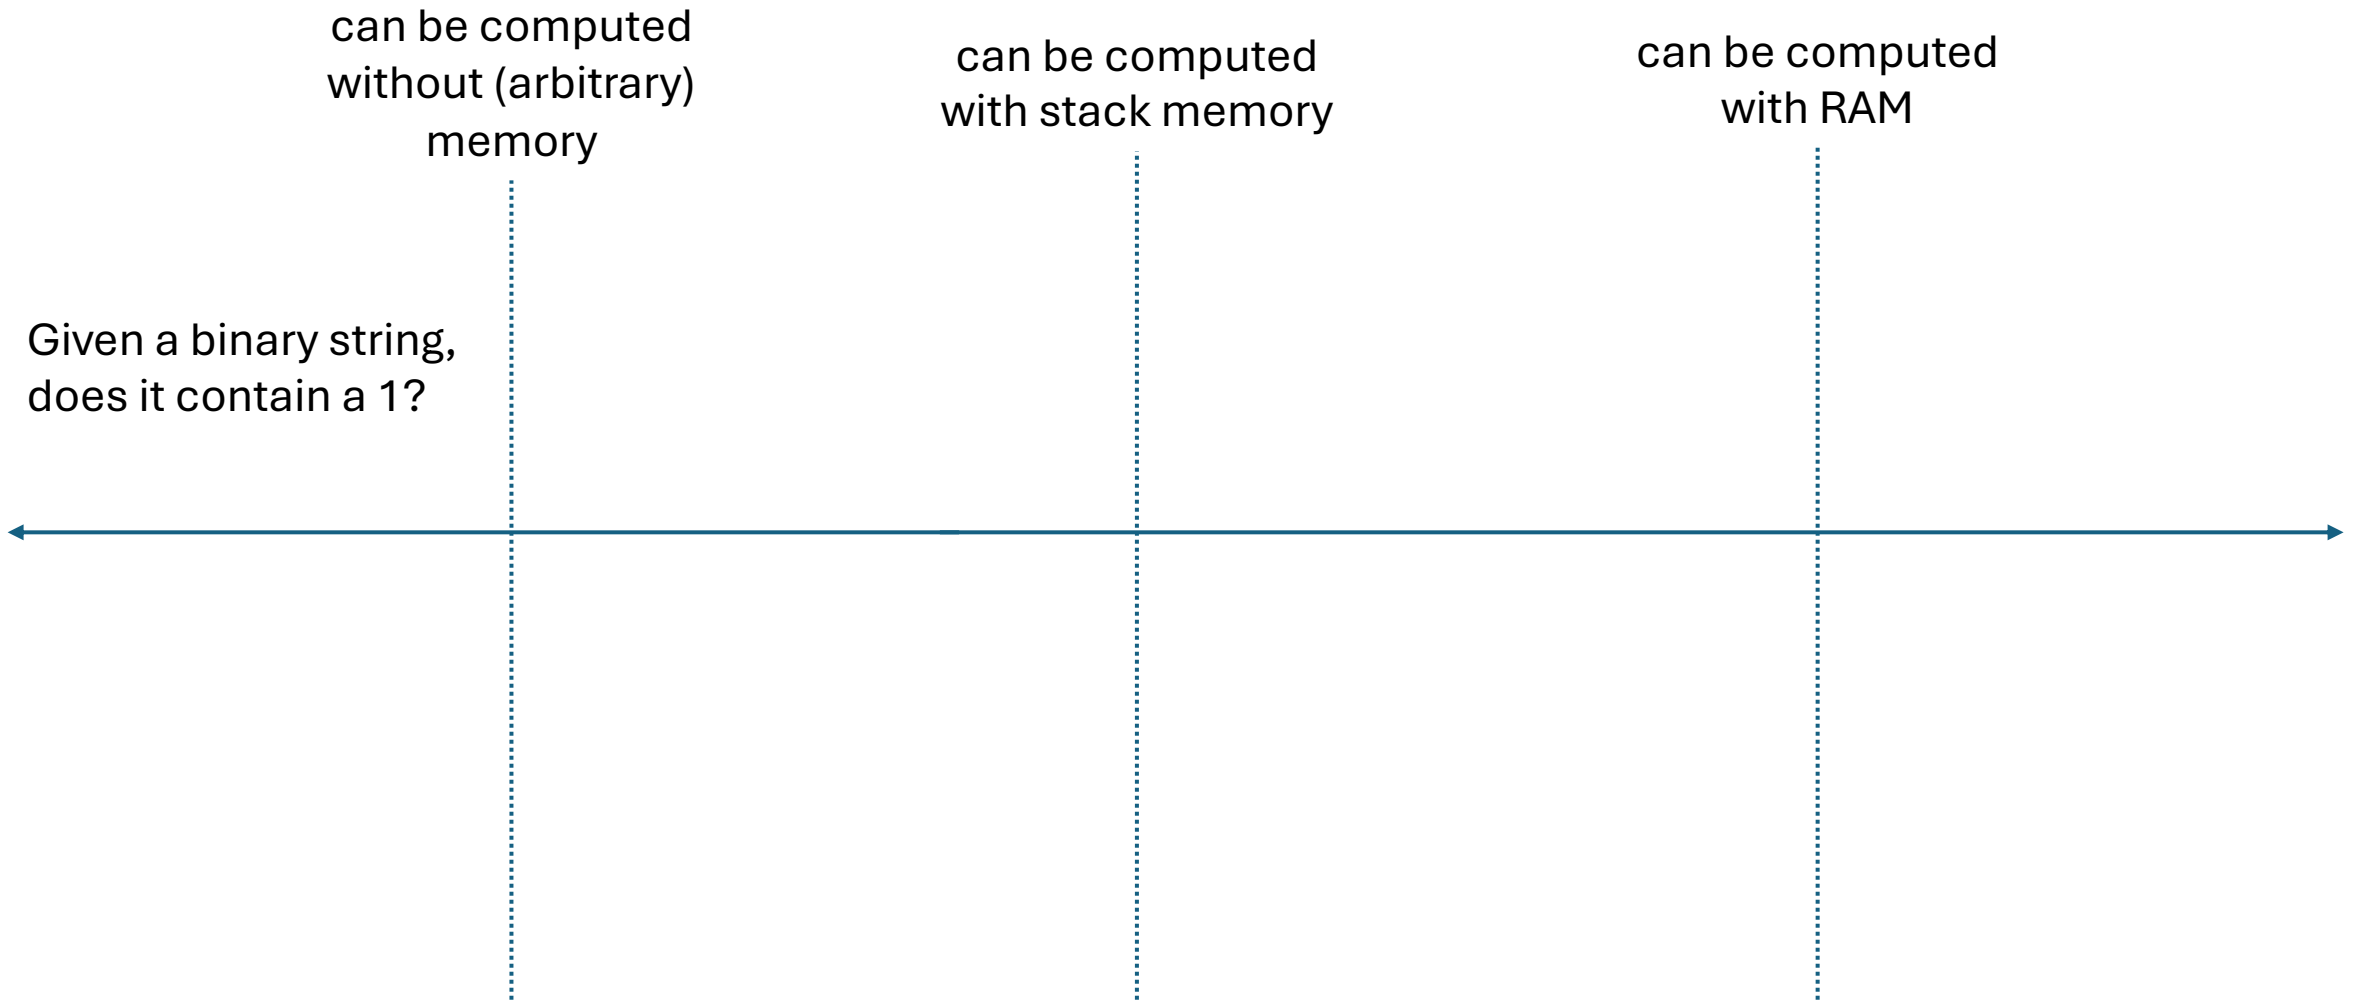 can be computed
without (arbitrary)
memory
can be computed
with stack memory
can be computed
with RAM
Given a binary string,
does it contain a 1?